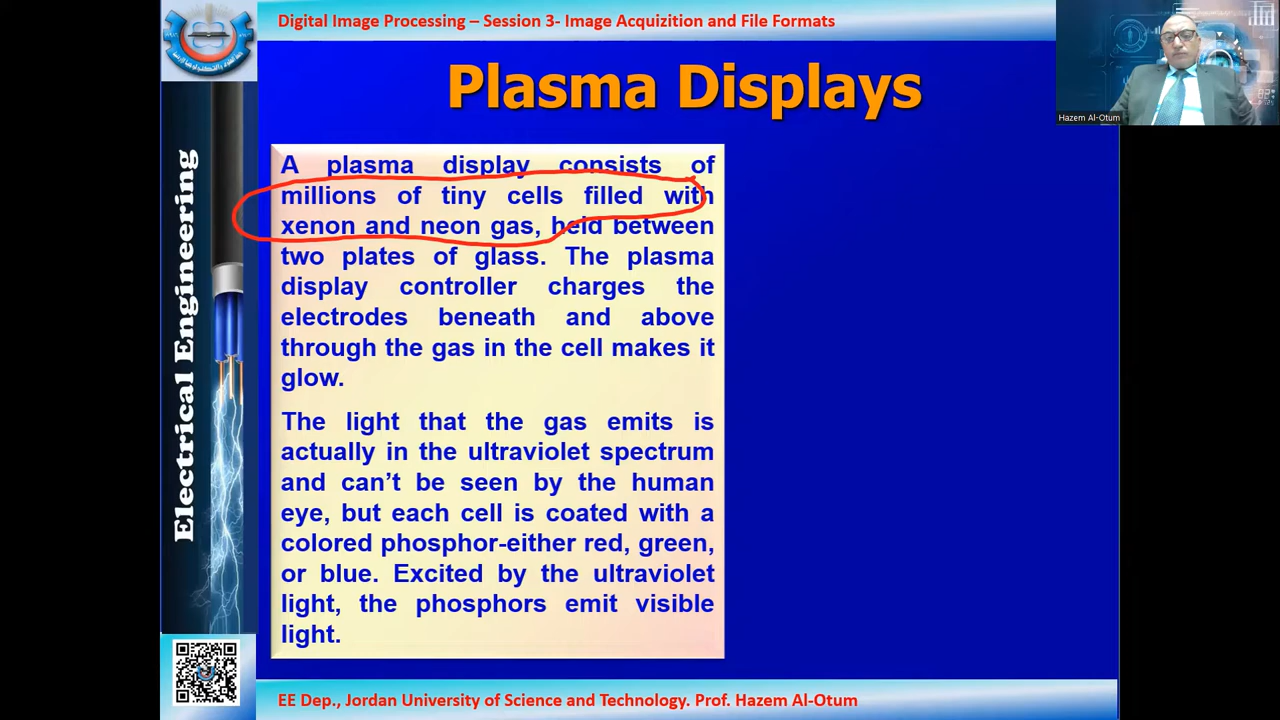 Digital Image Processing – Session 3- Image Acquizition and File Formats
Plasma Displays
Hazem Al-Otum
A plasma display consists of
millions of tiny cells filled with
xenon and neon gas, held between
two plates of glass. The plasma
display controller charges the
electrodes beneath and above
through the gas in the cell makes it
glow.
The light that the gas emits is
actually in the ultraviolet spectrum
and can’t be seen by the human
eye, but each cell is coated with a
colored phosphor-either red, green,
or blue. Excited by the ultraviolet
light, the phosphors emit visible
light.
Electrical Engineering
EE Dep., Jordan University of Science and Technology. Prof. Hazem Al-Otum